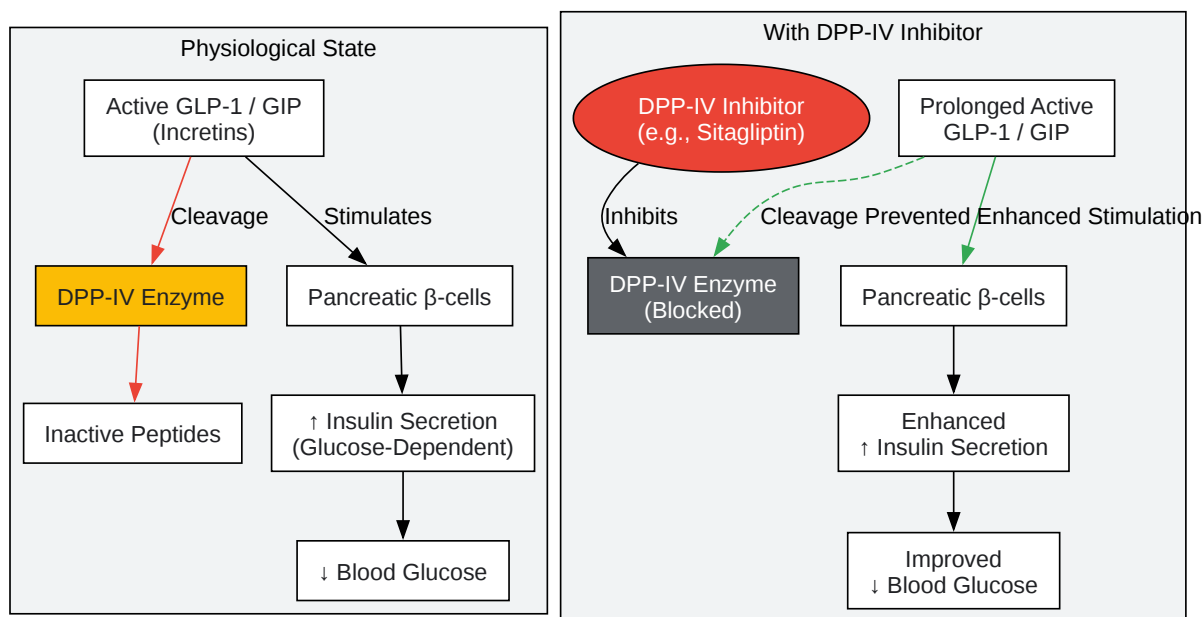 Physiological State
Active GLP-1 / GIP
(Incretins)
Cleavage
Stimulates
DPP-IV Enzyme
Pancreatic β-cells
Inactive Peptides
↑ Insulin Secretion
(Glucose-Dependent)
↓ Blood Glucose
With DPP-IV Inhibitor
DPP-IV Inhibitor
(e.g., Sitagliptin)
Prolonged Active
GLP-1 / GIP
Inhibits
Cleavage Prevented
Enhanced Stimulation
DPP-IV Enzyme
(Blocked)
Pancreatic β-cells
Enhanced
↑ Insulin Secretion
Improved
↓ Blood Glucose